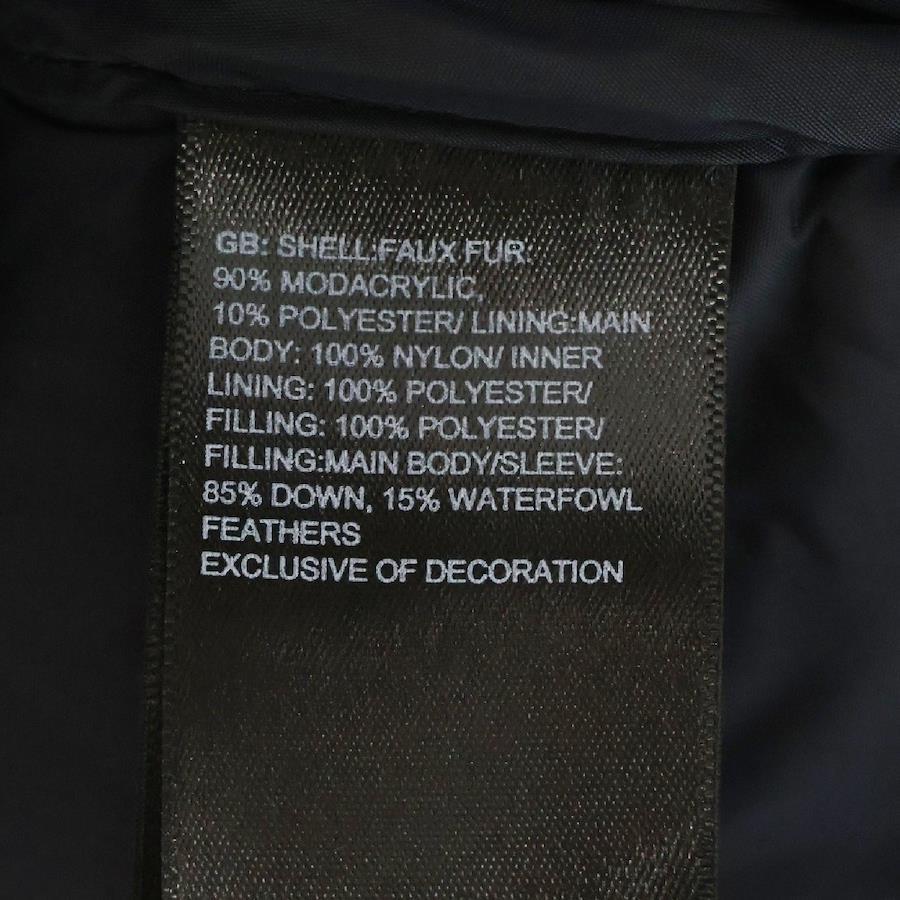 GB: SHELL:FAUX FUR
90% MODACRYLIC,
10% POLYESTER/ LINING:MAIN
BODY: 100% NYLON/ INNER
LINING: 100% POLYESTER/
FILLING: 100% POLYESTER/
FILLING:MAIN BODY/SLEEVE:
85% DOWN, 15% WATERFOWL
FEATHERS
EXCLUSIVE OF DECORATION